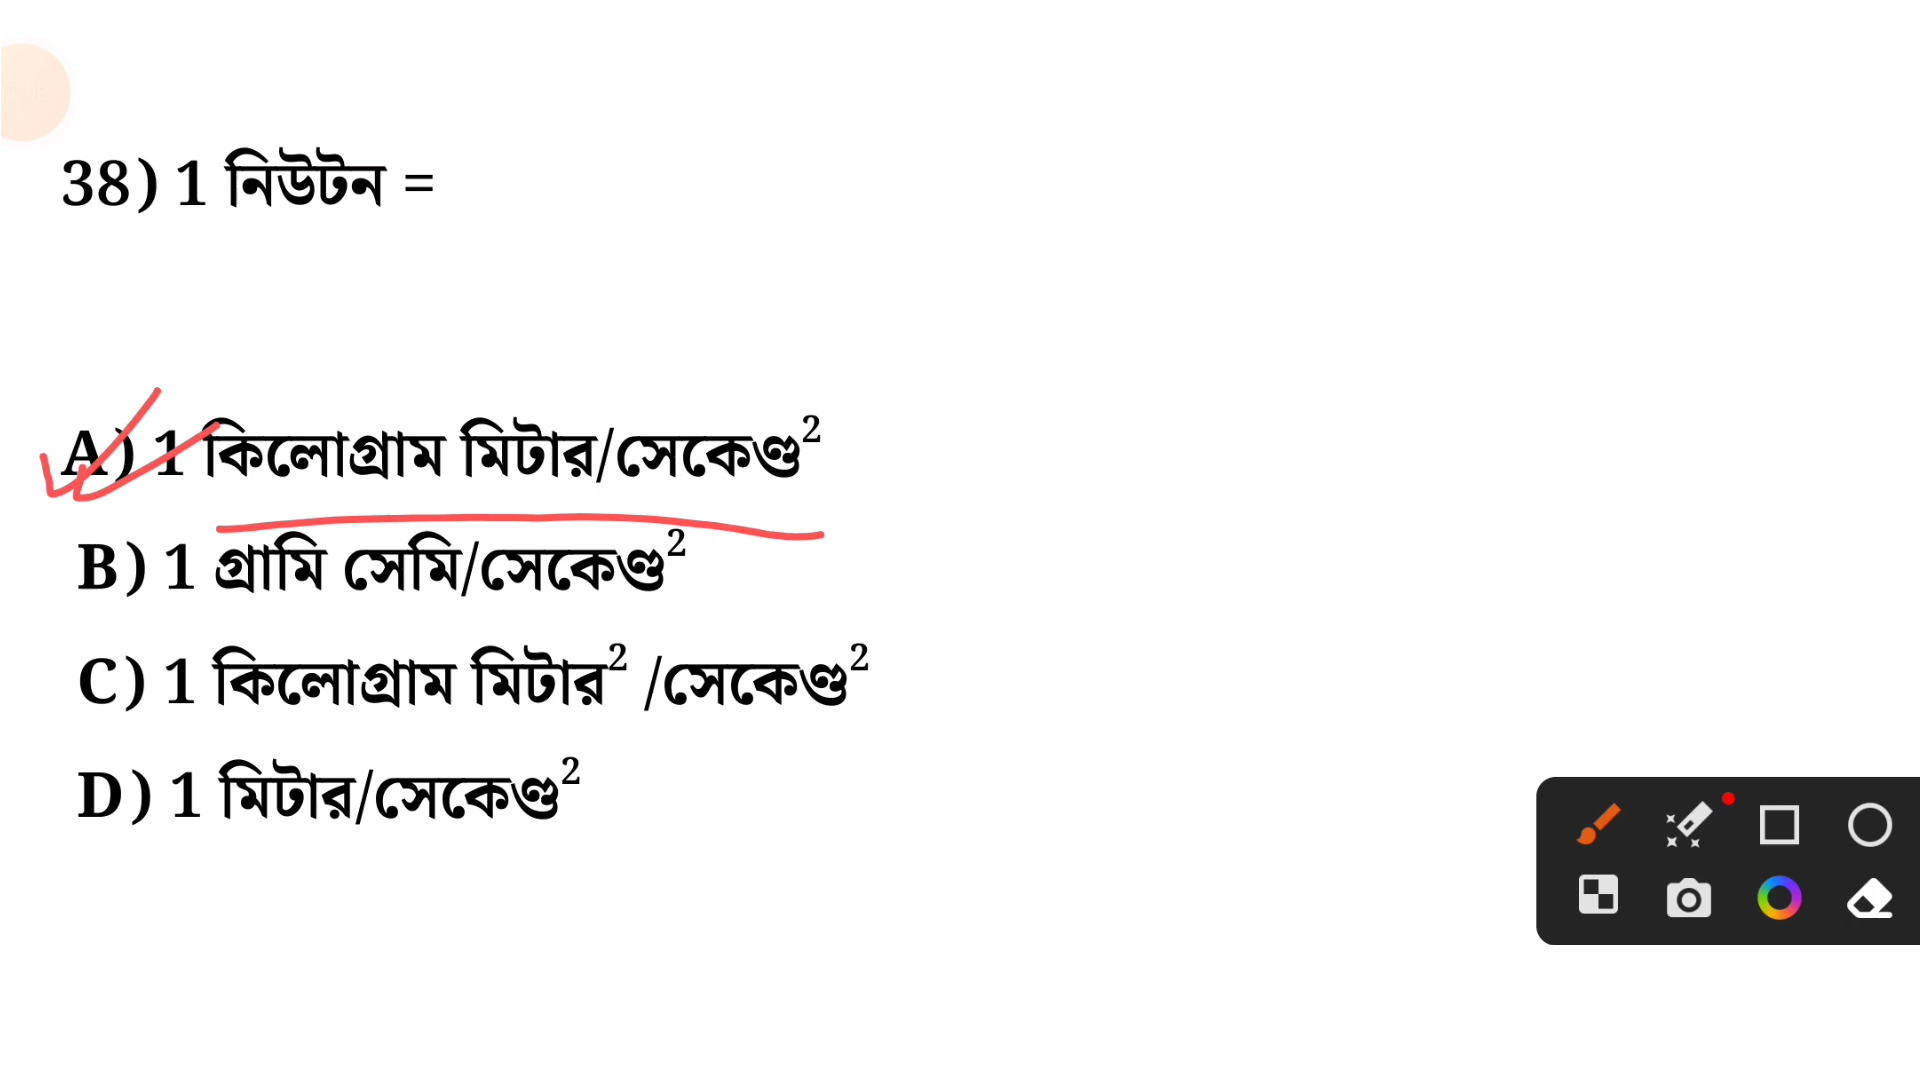 38) 1 নিউটন =
A) 1 কিলোগ্রাম মিটার/সেকেণ্ড²
B) 1 গ্রামি সেমি/সেকেণ্ড²
C) 1 কিলোগ্রাম মিটার² /সেকেণ্ড²
D) 1 মিটার/সেকেণ্ড²